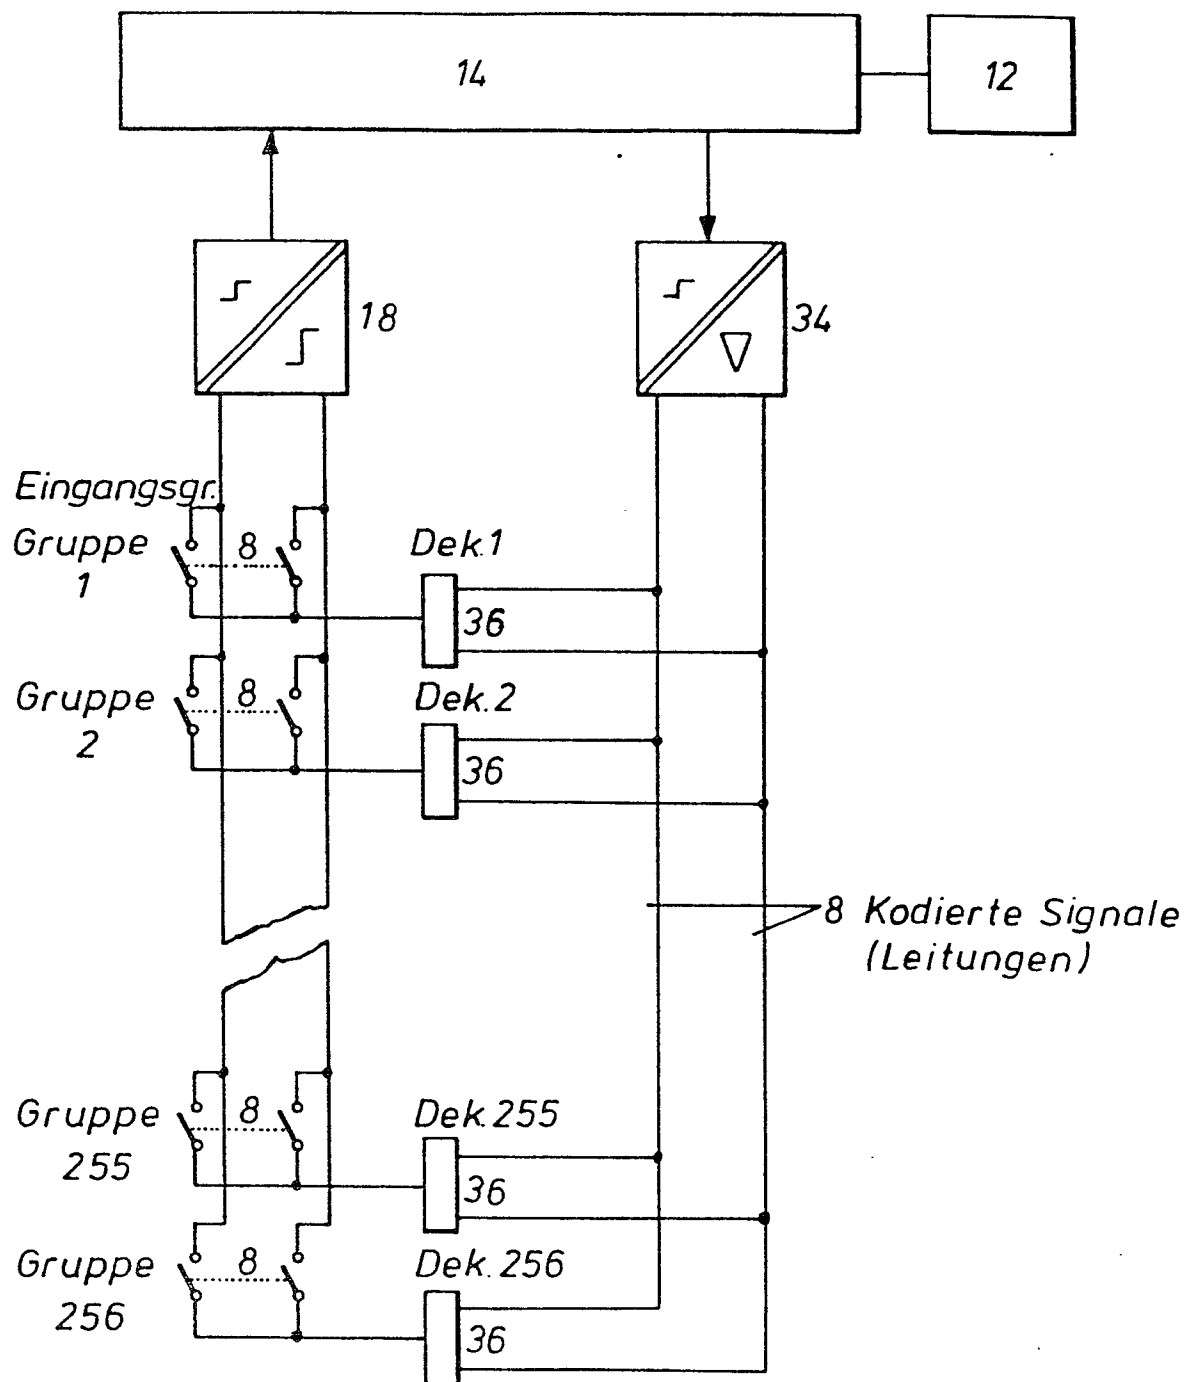 14
12
18
34
Eingangsgr.
Gruppe
1
8
Dek.1
36
Gruppe
2
8
Dek.2
36
8 Kodierte Signale
(Leitungen)
Gruppe
255
8
Dek.255
36
Gruppe
256
8
Dek.256
36